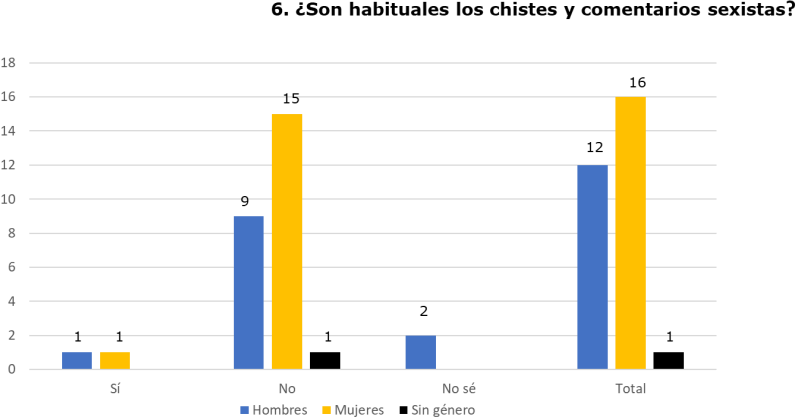 6. ¿Son habituales los chistes y comentarios sexistas?
18
16
14
12
10
8
6
4
2
0
1
1
9
15
1
2
12
16
1
Sí
No
No sé
Total
Hombres
Mujeres
Sin género